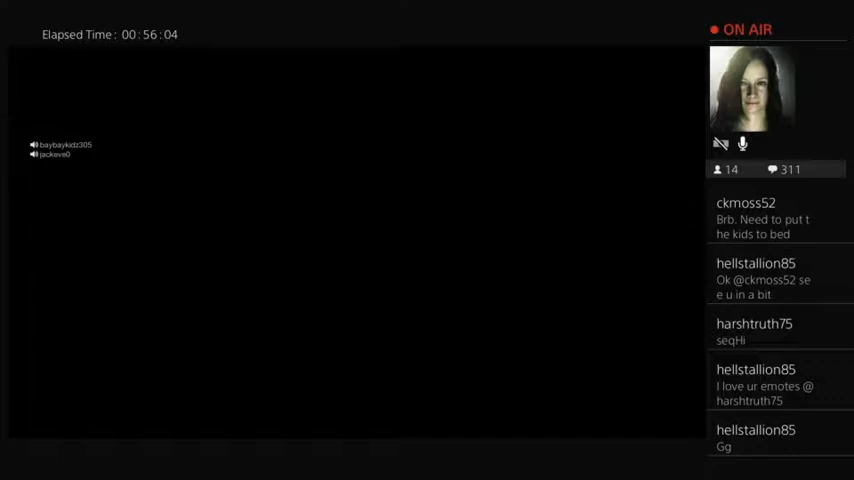 Elapsed Time: 00:56:04
ON AIR
baybaykidz305
jackeve0
14 311
ckmoss52
Brb. Need to put t
he kids to bed
hellstallion85
Ok @ckmoss52 se
e u in a bit
harshtruth75
seqHi
hellstallion85
I love ur emotes @
harshtruth75
hellstallion85
Gg